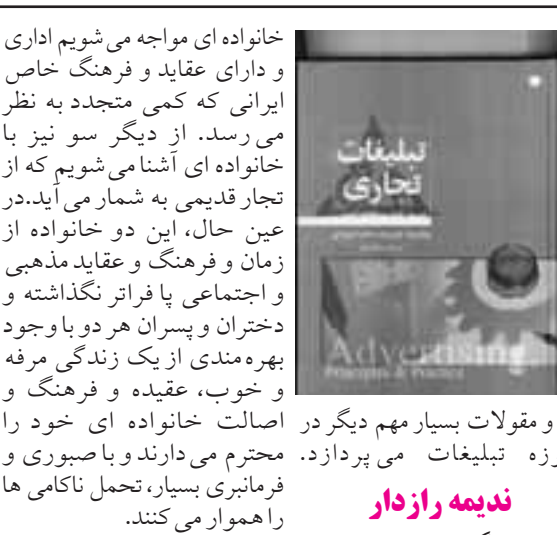 تبلیغات
تجاری
Advertising
Principles & Practice
و مقولات بسیار مهم دیگر در
زه تبلیغات می‌پردازد.
ندیمه رازدار
خانواده ای مواجه می‌شویم اداری
و دارای عقاید و فرهنگ خاص
ایرانی که کمی متجدد به نظر
می‌رسد. از دیگر سو نیز با
خانواده ای آشنا می‌شویم که از
تجار قدیمی به شمار می‌آید.در
عین حال، این دو خانواده از
زمان و فرهنگ و عقاید مذهبی
و اجتماعی پا فراتر نگذاشته و
دختران و پسران هر دو با وجود
بهره‌مندی از یک زندگی مرفه
و خوب، عقیده و فرهنگ و
اصالت خانواده ای خود را
محترم می‌دارند و با صبوری و
فرمانبری بسیار، تحمل ناکامی ها
را هموار می‌کنند.